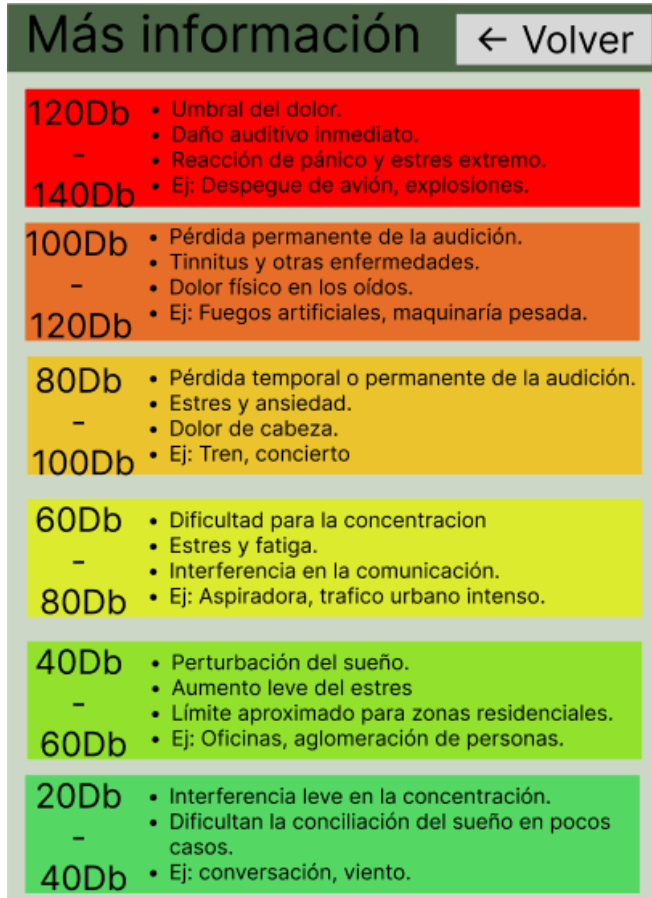 Más información
← Volver
120Db
-
140Db
• Umbral del dolor.
• Daño auditivo inmediato.
• Reacción de pánico y estres extremo.
• Ej: Despegue de avión, explosiones.
100Db
-
120Db
• Pérdida permanente de la audición.
• Tinnitus y otras enfermedades.
• Dolor físico en los oídos.
• Ej: Fuegos artificiales, maquinaría pesada.
80Db
-
100Db
• Pérdida temporal o permanente de la audición.
• Estres y ansiedad.
• Dolor de cabeza.
• Ej: Tren, concierto
60Db
-
80Db
• Dificultad para la concentracion
• Estres y fatiga.
• Interferencia en la comunicación.
• Ej: Aspiradora, trafico urbano intenso.
40Db
-
60Db
• Perturbación del sueño.
• Aumento leve del estres
• Límite aproximado para zonas residenciales.
• Ej: Oficinas, aglomeración de personas.
20Db
-
40Db
• Interferencia leve en la concentración.
• Dificultan la conciliación del sueño en pocos
casos.
• Ej: conversación, viento.